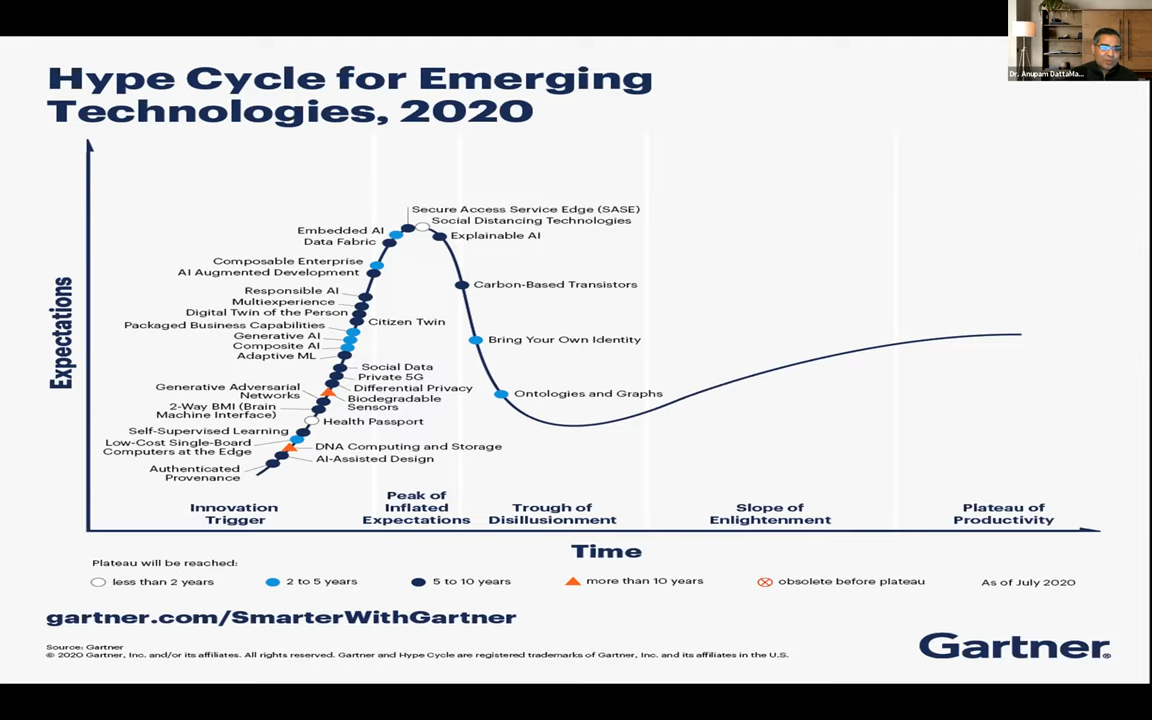 Dr. Anupam DattaMa...
Hype Cycle for Emerging
Technologies, 2020
Expectations
Secure Access Service Edge (SASE)
Social Distancing Technologies
Embedded AI
Data Fabric
Explainable AI
Composable Enterprise
AI Augmented Development
Carbon-Based Transistors
Responsible AI
Multiexperience
Digital Twin of the Person
Citizen Twin
Packaged Business Capabilities
Generative AI
Composite AI
Adaptive ML
Bring Your Own Identity
Social Data
Private 5G
Differential Privacy
Generative Adversarial
Networks
Biodegradable
Sensors
Ontologies and Graphs
2-Way BMI (Brain
Machine Interface)
Health Passport
Self-Supervised Learning
Low-Cost Single-Board
Computers at the Edge
DNA Computing and Storage
AI-Assisted Design
Authenticated
Provenance
Innovation
Trigger
Peak of
Inflated
Expectations
Trough of
Disillusionment
Slope of
Enlightenment
Plateau of
Productivity
Time
Plateau will be reached:
less than 2 years
2 to 5 years
5 to 10 years
more than 10 years
obsolete before plateau
As of July 2020
gartner.com/SmarterWithGartner
Source: Gartner
© 2020 Gartner, Inc. and/or its affiliates. All rights reserved. Gartner and Hype Cycle are registered trademarks of Gartner, Inc. and its affiliates in the U.S.
Gartner®